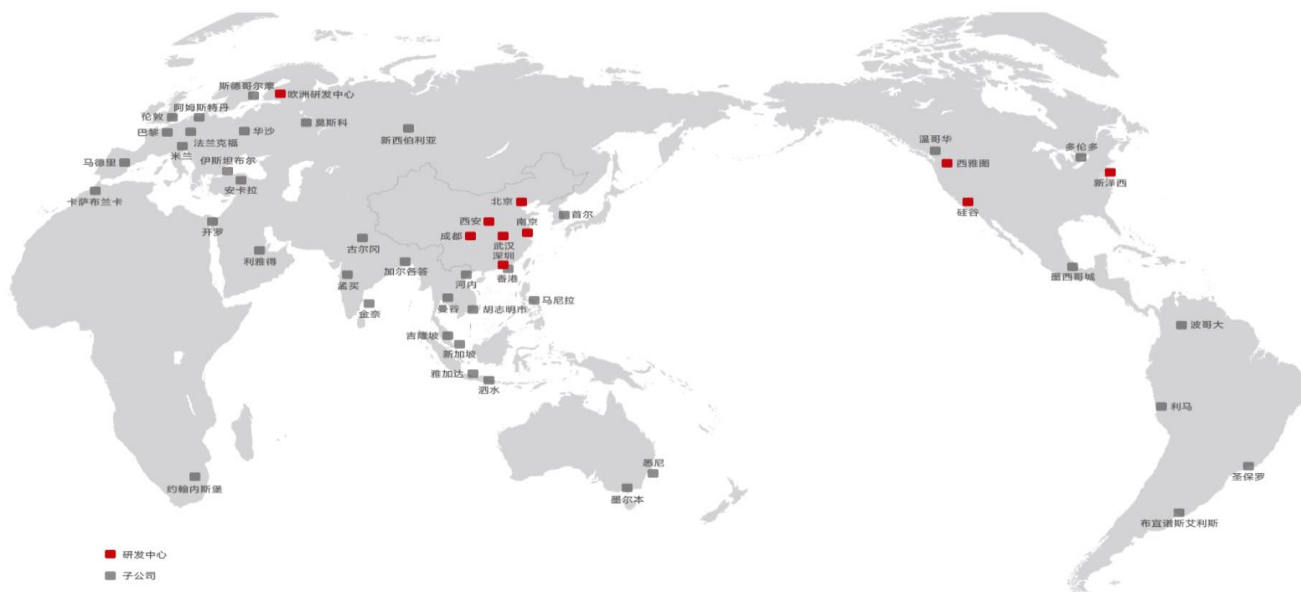 斯德哥尔摩
欧洲研发中心
阿姆斯特丹
伦敦
莫斯科
巴黎
华沙
新西伯利亚
法兰克福
米兰
马德里
伊斯坦布尔
安卡拉
卡萨布兰卡
开罗
利雅得
古尔冈
加尔各答
孟买
金奈
北京
西安
南京
首尔
成都
武汉
深圳
香港
河内
曼谷
胡志明市
马尼拉
吉隆坡
新加坡
雅加达
泗水
约翰内斯堡
悉尼
墨尔本
温哥华
西雅图
多伦多
新泽西
硅谷
墨西哥城
波哥大
利马
圣保罗
布宜诺斯艾利斯
研发中心
子公司